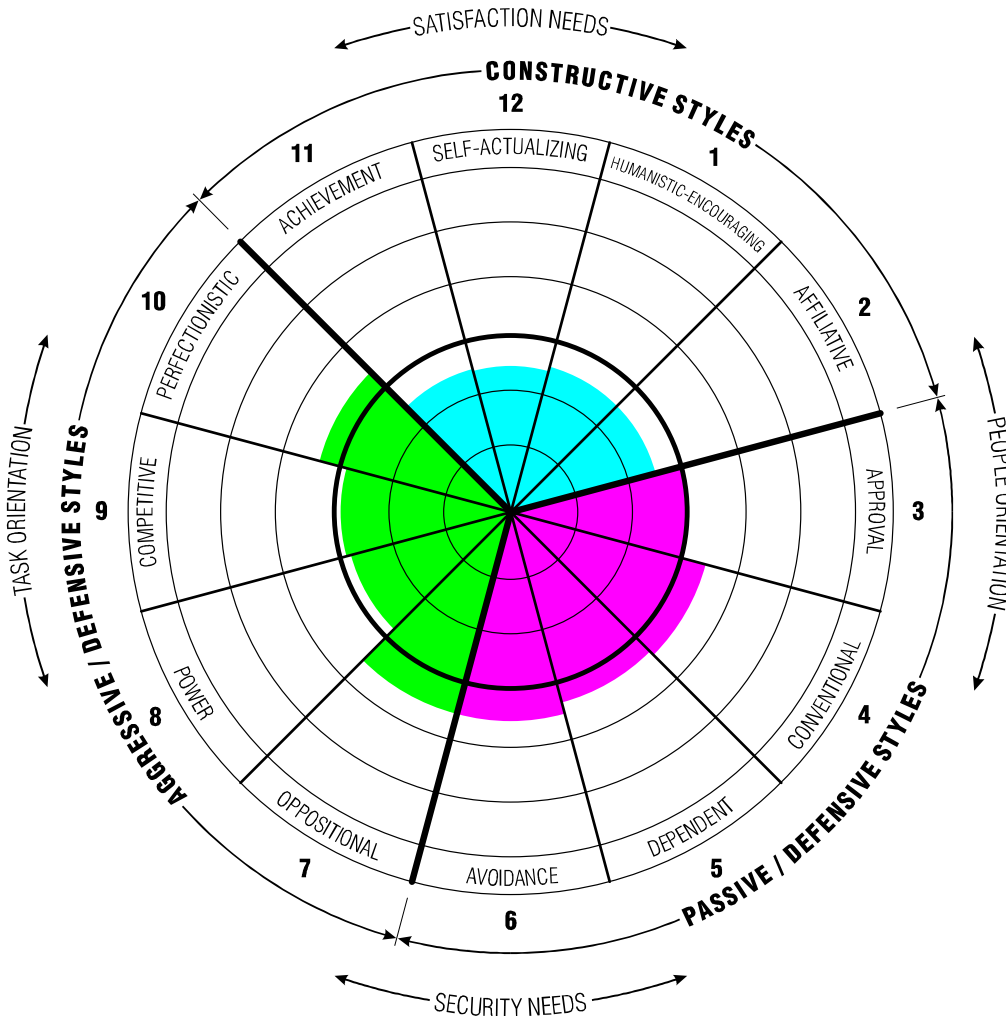 SATISFACTION NEEDS
CONSTRUCTIVE STYLES
12
11
1
SELF-ACTUALIZING
HUMANISTIC-ENCOURAGING
ACHIEVEMENT
10
2
PERFECTIONISTIC
AFFILIATIVE
TASK ORIENTATION
PEOPLE ORIENTATION
9
COMPETITIVE
APPROVAL
3
AGGRESSIVE / DEFENSIVE STYLES
8
POWER
CONVENTIONAL
4
OPPOSITIONAL
DEPENDENT
7
AVOIDANCE
5
6
PASSIVE / DEFENSIVE STYLES
SECURITY NEEDS